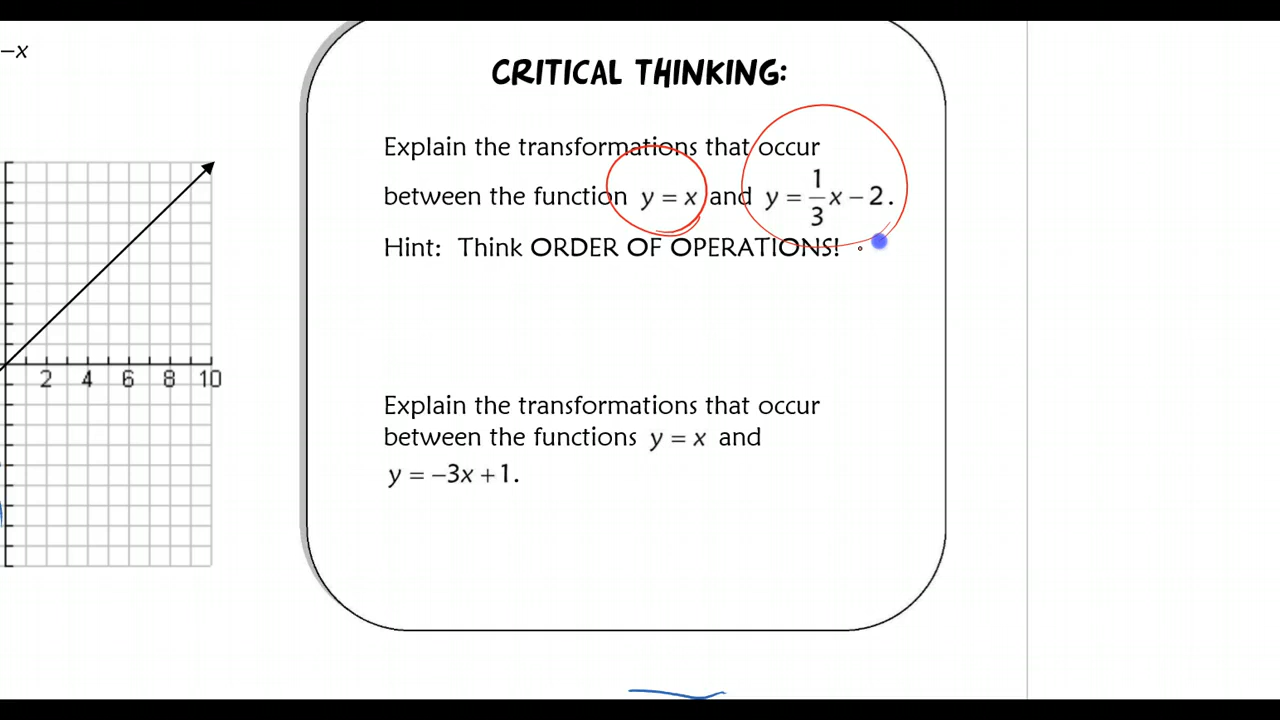 –x
CRITICAL THINKING:
Explain the transformations that occur
between the function y = x and y = 1/3 x – 2.
Hint: Think ORDER OF OPERATIONS!
2 4 6 8 10
Explain the transformations that occur
between the functions y = x and
y = –3x + 1.